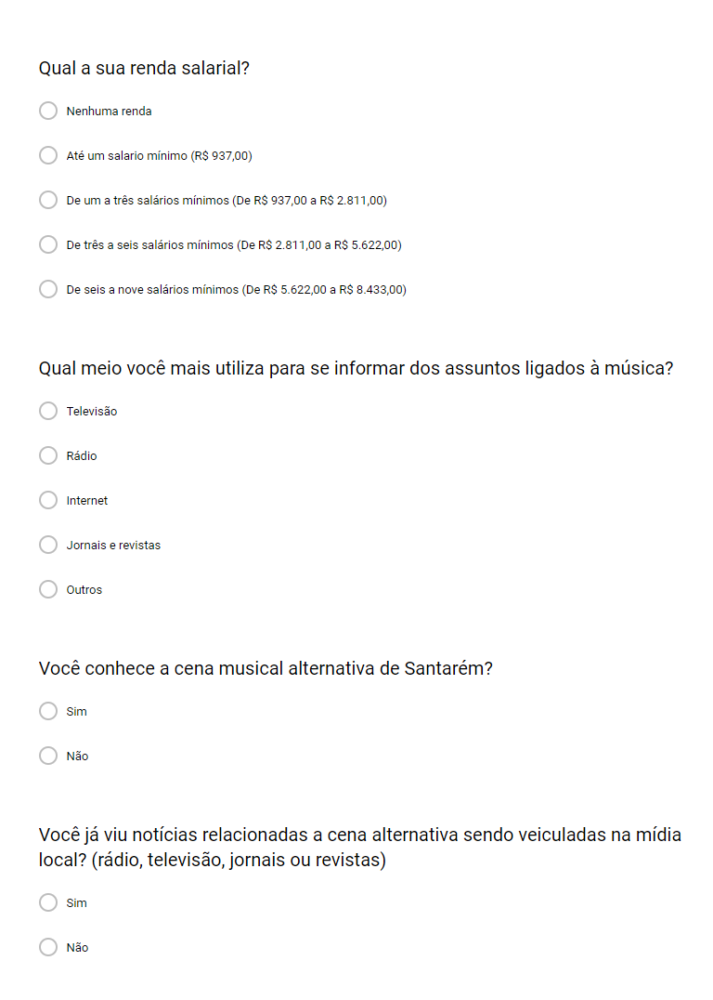 Qual a sua renda salarial?
Nenhuma renda
Até um salario mínimo (R$ 937,00)
De um a três salários mínimos (De R$ 937,00 a R$ 2.811,00)
De três a seis salários mínimos (De R$ 2.811,00 a R$ 5.622,00)
De seis a nove salários mínimos (De R$ 5.622,00 a R$ 8.433,00)
Qual meio você mais utiliza para se informar dos assuntos ligados à música?
Televisão
Rádio
Internet
Jornais e revistas
Outros
Você conhece a cena musical alternativa de Santarém?
Sim
Não
Você já viu notícias relacionadas a cena alternativa sendo veiculadas na mídia
local? (rádio, televisão, jornais ou revistas)
Sim
Não